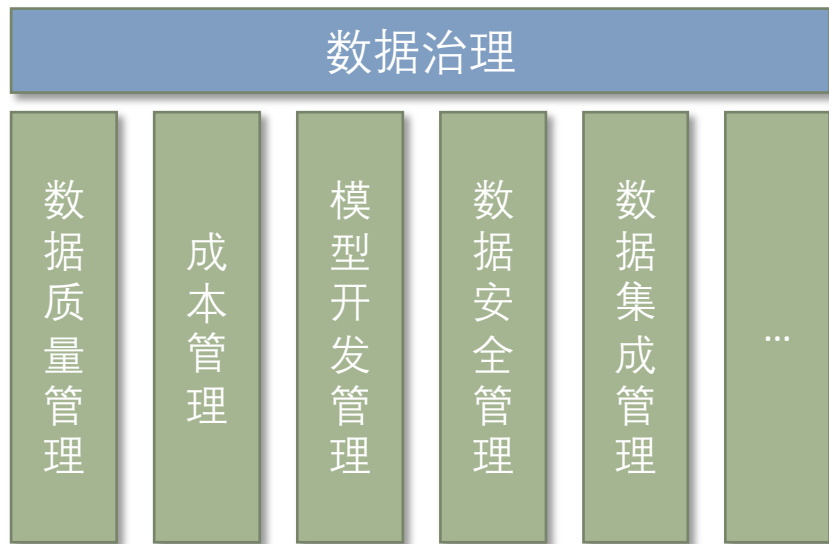 数据治理
数据质量管理
成本管理
模型开发管理
数据安全管理
数据集成管理
...